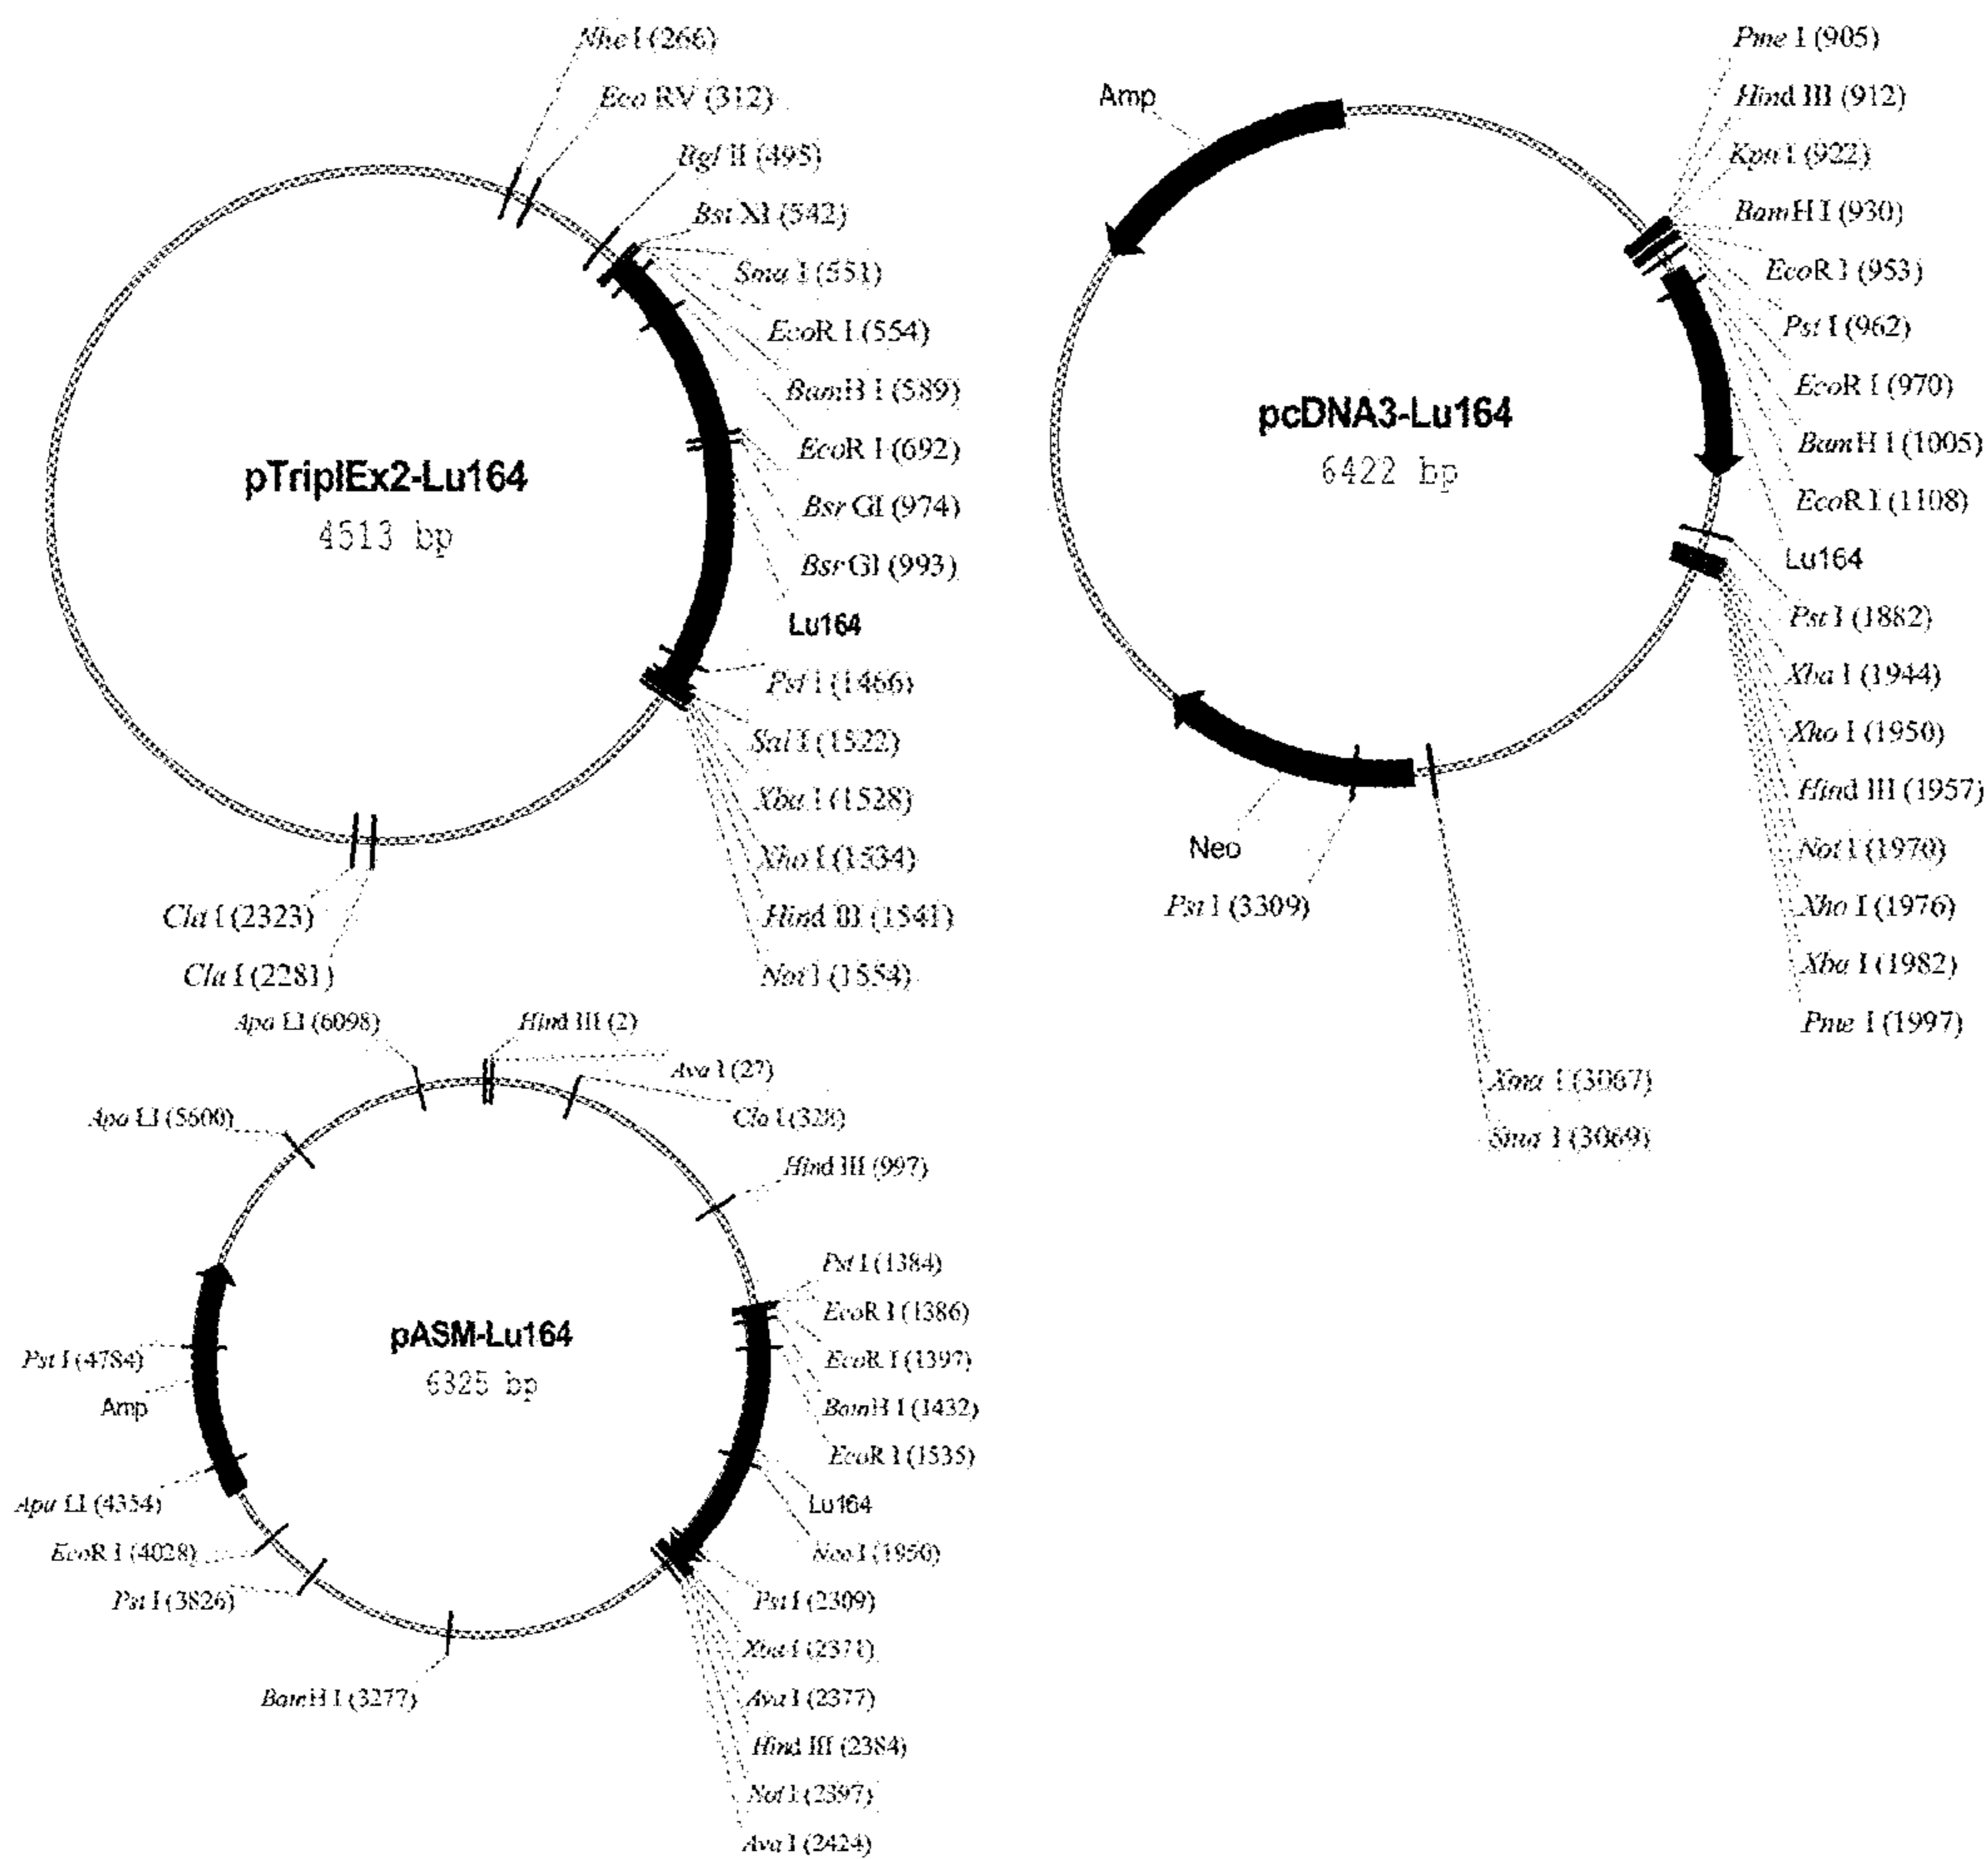 Nhe I (266)
Eco RV (312)
Bgl II (495)
Bst XI (542)
Sma I (551)
EcoR I (554)
BamH I (589)
EcoR I (692)
Bsr GI (974)
Bsr GI (993)
Lu164
Pst I (1466)
Sal I (1522)
Xba I (1528)
Xho I (1534)
Hind III (1541)
Not I (1554)
Cla I (2323)
Cla I (2281)
pTriplEx2-Lu164
4513 bp
Amp
Pme I (905)
Hind III (912)
Kpn I (922)
BamH I (930)
EcoR I (953)
Pst I (962)
EcoR I (970)
BamH I (1005)
EcoR I (1108)
Lu164
Pst I (1882)
Xba I (1944)
Xho I (1950)
Hind III (1957)
Not I (1970)
Xho I (1976)
Xba I (1982)
Pme I (1997)
Xma I (3067)
Sma I (3069)
Neo
Pst I (3309)
pcDNA3-Lu164
6422 bp
Apa LI (6098)
Hind III (2)
Ava I (27)
Cla I (328)
Hind III (997)
Pst I (1384)
EcoR I (1386)
EcoR I (1397)
BamH I (1432)
EcoR I (1535)
Lu164
Nco I (1950)
Pst I (2309)
Xba I (2371)
Ava I (2377)
Hind III (2384)
Not I (2397)
Ava I (2424)
BamH I (3277)
Pst I (3826)
EcoR I (4028)
Apa LI (4354)
Amp
Pst I (4784)
Apa LI (5600)
pASM-Lu164
6325 bp